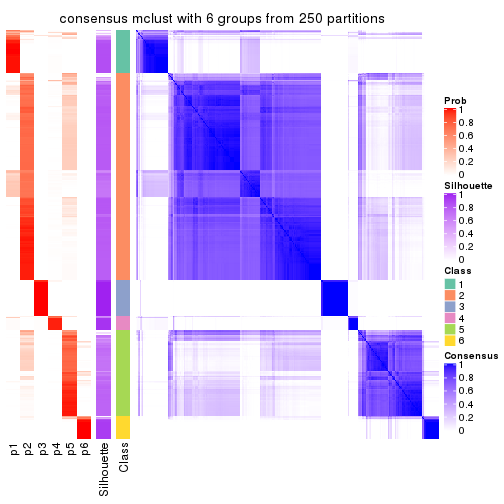 consensus mclust with 6 groups from 250 partitions
Prob
1
0.8
0.6
0.4
0.2
0
Silhouette
1
0.8
0.6
0.4
0.2
0
Class
1
2
3
4
5
6
Consensus
1
0.8
0.6
0.4
0.2
0
p1
p2
p3
p4
p5
p6
Silhouette
Class